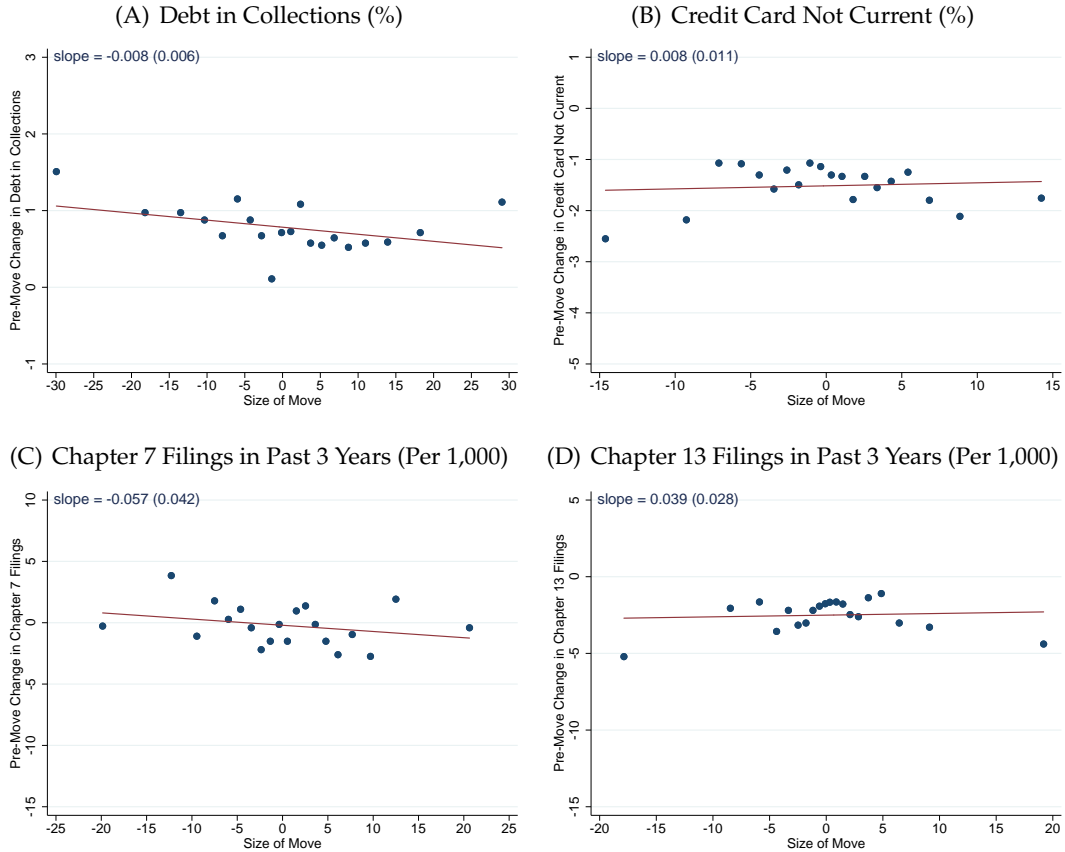 (A) Debt in Collections (%)
slope = -0.008 (0.006)
Pre-Move Change in Debt in Collections
3
2
1
0
-1
-30 -25 -20 -15 -10 -5 0 5 10 15 20 25 30
Size of Move
(B) Credit Card Not Current (%)
slope = 0.008 (0.011)
Pre-Move Change in Credit Card Not Current
1
0
-1
-2
-3
-4
-5
-15 -10 -5 0 5 10 15
Size of Move
(C) Chapter 7 Filings in Past 3 Years (Per 1,000)
slope = -0.057 (0.042)
Pre-Move Change in Chapter 7 Filings
10
5
0
-5
-10
-15
-25 -20 -15 -10 -5 0 5 10 15 20 25
Size of Move
(D) Chapter 13 Filings in Past 3 Years (Per 1,000)
slope = 0.039 (0.028)
Pre-Move Change in Chapter 13 Filings
5
0
-5
-10
-15
-20 -15 -10 -5 0 5 10 15 20
Size of Move